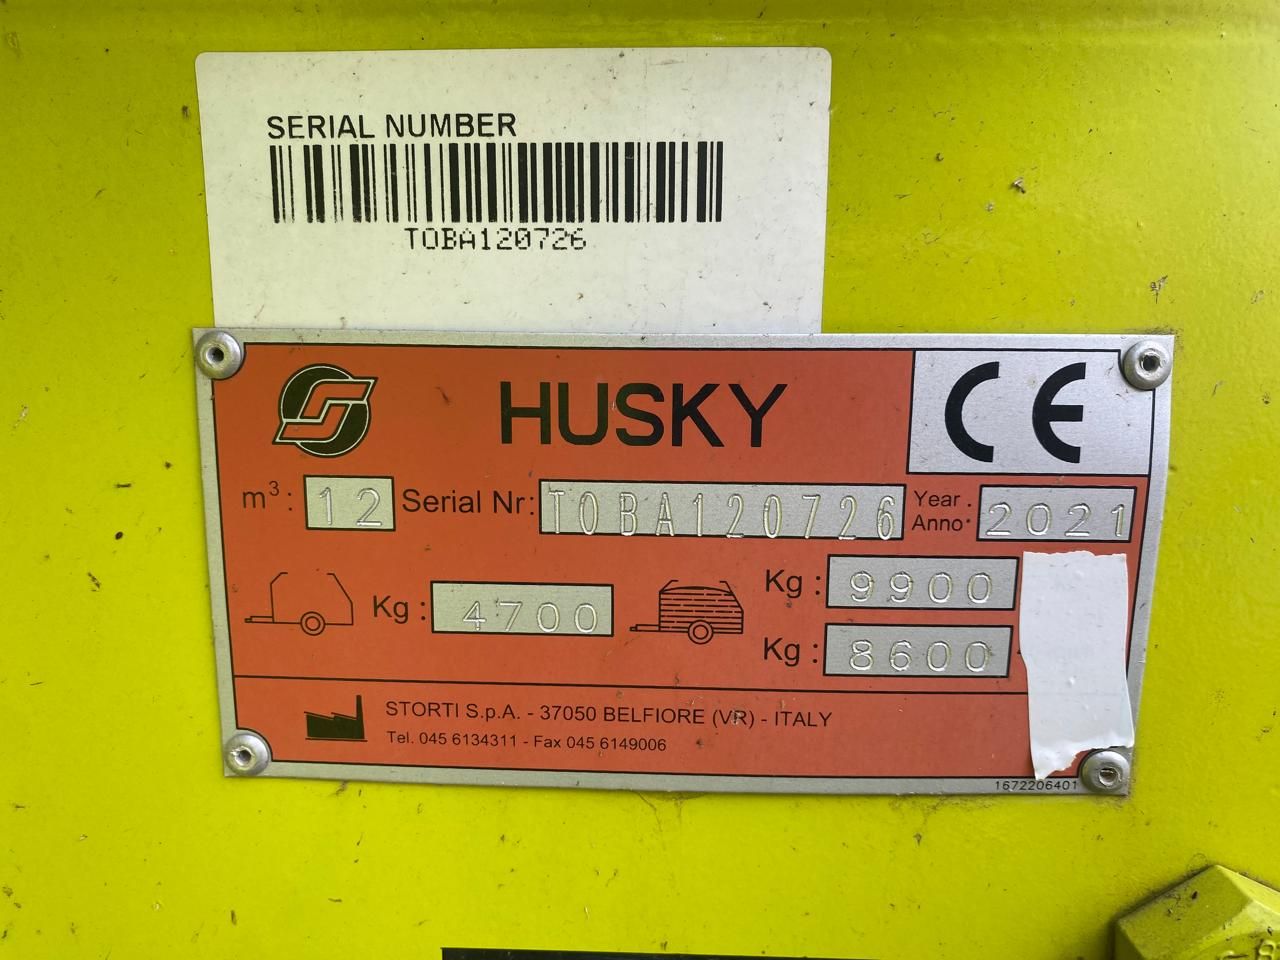 SERIAL NUMBER
TOBA120726
HUSKY CE
m³: 12 Serial Nr: TOBA120726 Year Anno: 2021
Kg: 4700 Kg: 9900
Kg: 8600
STORTI S.p.A. - 37050 BELFIORE (VR) - ITALY
Tel. 045 6134311 - Fax 045 6149006
1672206401